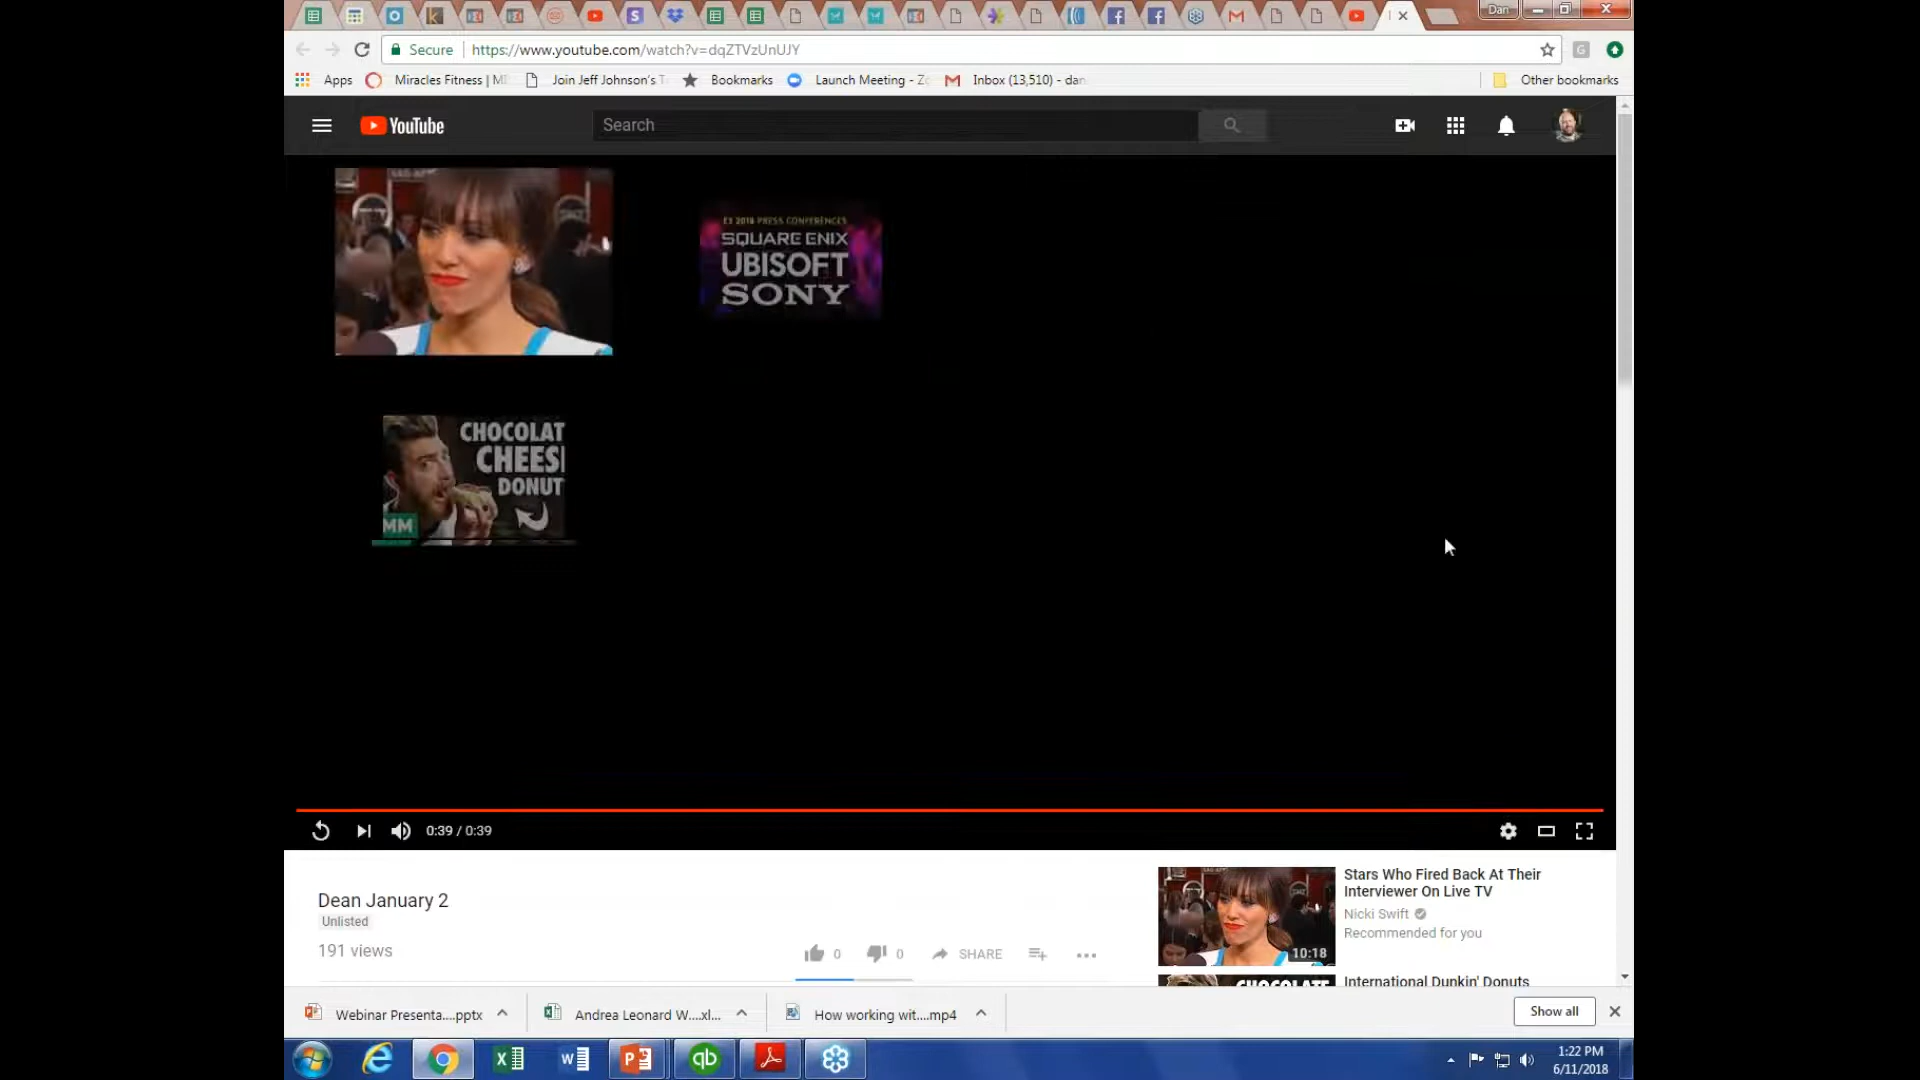 Dan
Secure
https://www.youtube.com/watch?v=dqZTVzUnUJY
Apps
Miracles Fitness | MI
Join Jeff Johnson's T
Bookmarks
Launch Meeting - Zo
Inbox (13,510) - dan
Other bookmarks
YouTube
Search
E3 2018 PRESS CONFERENCES
SQUARE ENIX
UBISOFT
SONY
CHOCOLAT
CHEES
DONUT
MM
0:39 / 0:39
Dean January 2
Unlisted
191 views
0
0
SHARE
Stars Who Fired Back At Their
Interviewer On Live TV
Nicki Swift
Recommended for you
10:18
International Dunkin' Donuts
CHOCOLATE
Webinar Presenta....pptx
Andrea Leonard W....xl...
How working wit....mp4
Show all
1:22 PM
6/11/2018